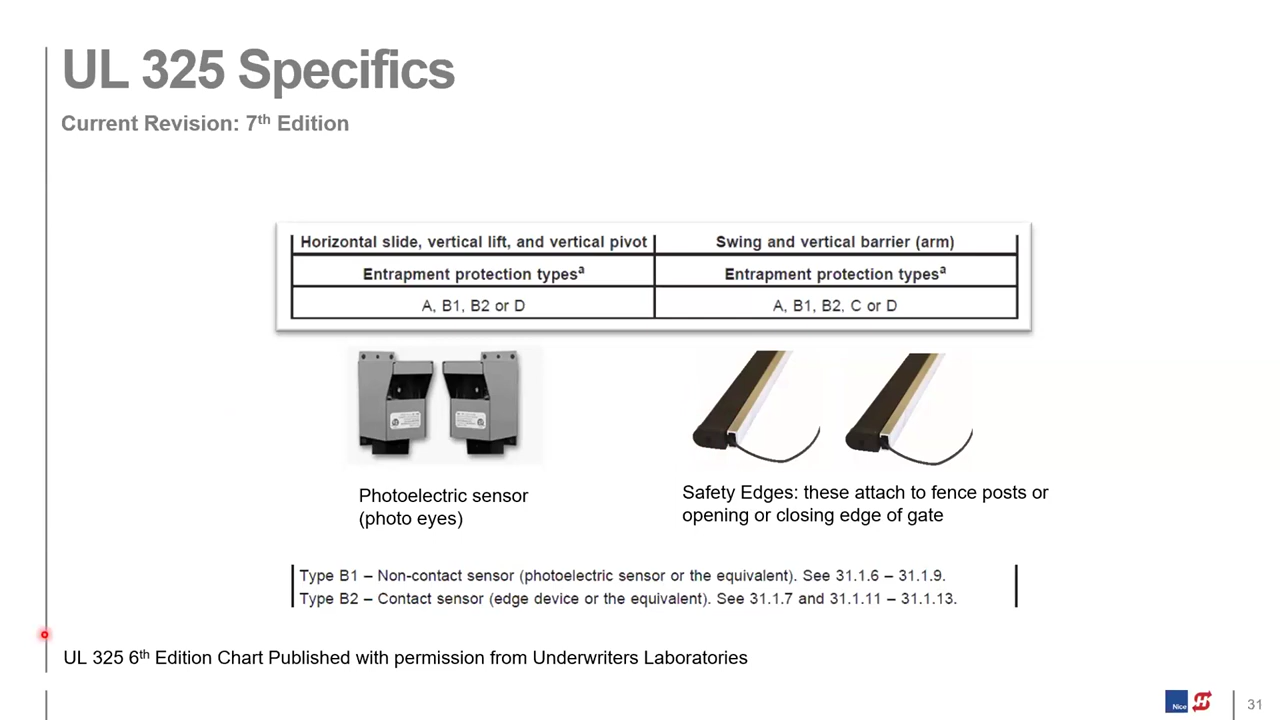 UL 325 Specifics
Current Revision: 7th Edition
Horizontal slide, vertical lift, and vertical pivot
Swing and vertical barrier (arm)
Entrapment protection typesa
Entrapment protection typesa
A, B1, B2 or D
A, B1, B2, C or D
Photoelectric sensor
(photo eyes)
Safety Edges: these attach to fence posts or
opening or closing edge of gate
Type B1 – Non-contact sensor (photoelectric sensor or the equivalent). See 31.1.6 – 31.1.9.
Type B2 – Contact sensor (edge device or the equivalent). See 31.1.7 and 31.1.11 – 31.1.13.
UL 325 6th Edition Chart Published with permission from Underwriters Laboratories
Nice
H
31